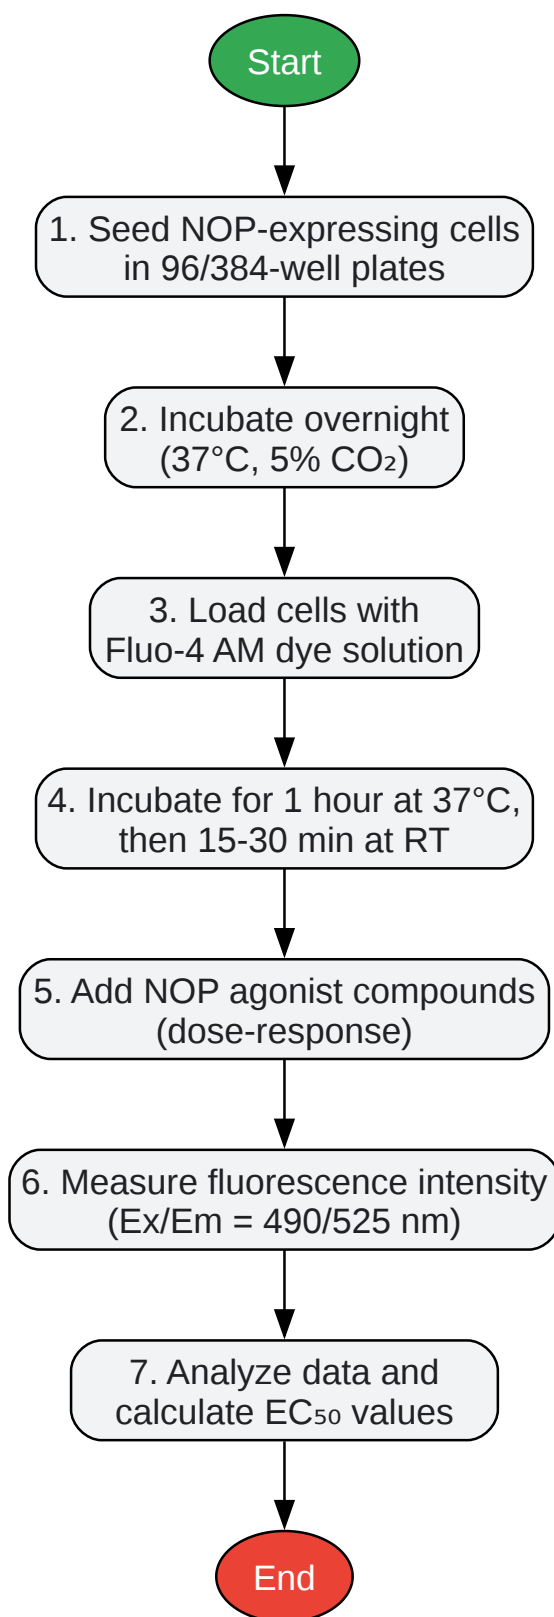 Start
1. Seed NOP-expressing cells
in 96/384-well plates
2. Incubate overnight
(37°C, 5% CO₂)
3. Load cells with
Fluo-4 AM dye solution
4. Incubate for 1 hour at 37°C,
then 15-30 min at RT
5. Add NOP agonist compounds
(dose-response)
6. Measure fluorescence intensity
(Ex/Em = 490/525 nm)
7. Analyze data and
calculate EC₅₀ values
End